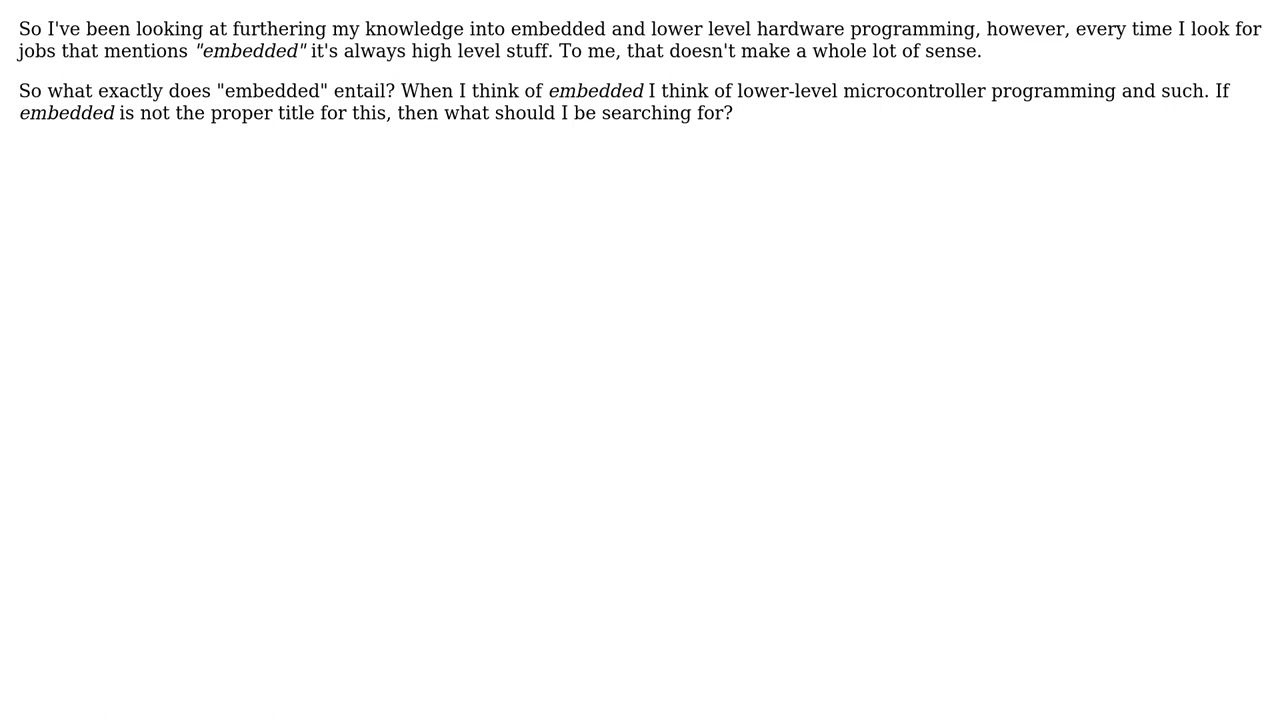 So I've been looking at furthering my knowledge into embedded and lower level hardware programming, however, every time I look for
jobs that mentions "embedded" it's always high level stuff. To me, that doesn't make a whole lot of sense.
So what exactly does "embedded" entail? When I think of embedded I think of lower-level microcontroller programming and such. If
embedded is not the proper title for this, then what should I be searching for?